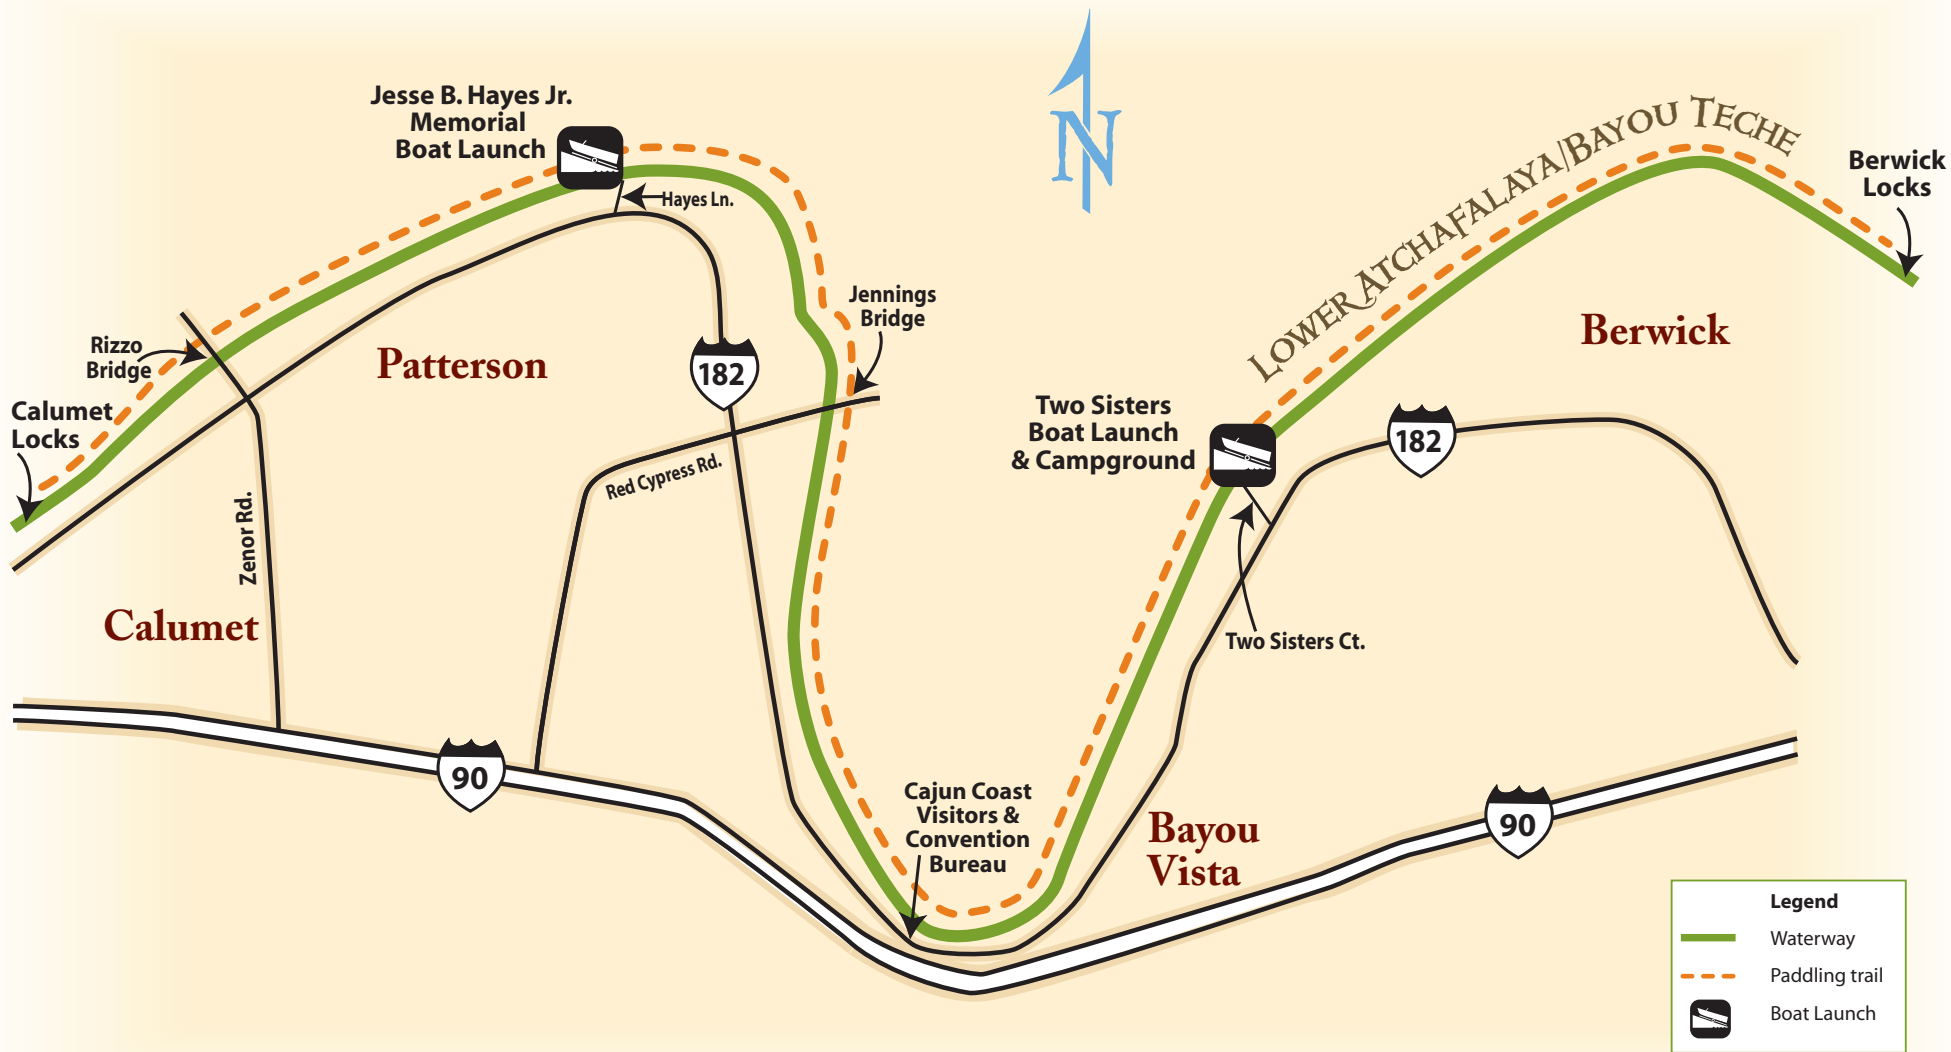 Jesse B. Hayes Jr.
Memorial
Boat Launch
N
LOWER ATCHAFALAYA/BAYOU TECHE
Berwick
Locks
Hayes Ln.
Jennings
Bridge
Rizzo
Bridge
Patterson
182
Berwick
Calumet
Locks
Two Sisters
Boat Launch
& Campground
182
Red Cypress Rd.
Zenor Rd.
Calumet
Two Sisters Ct.
90
Cajun Coast
Visitors &
Convention
Bureau
Bayou
Vista
90
Legend
Waterway
Paddling trail
Boat Launch